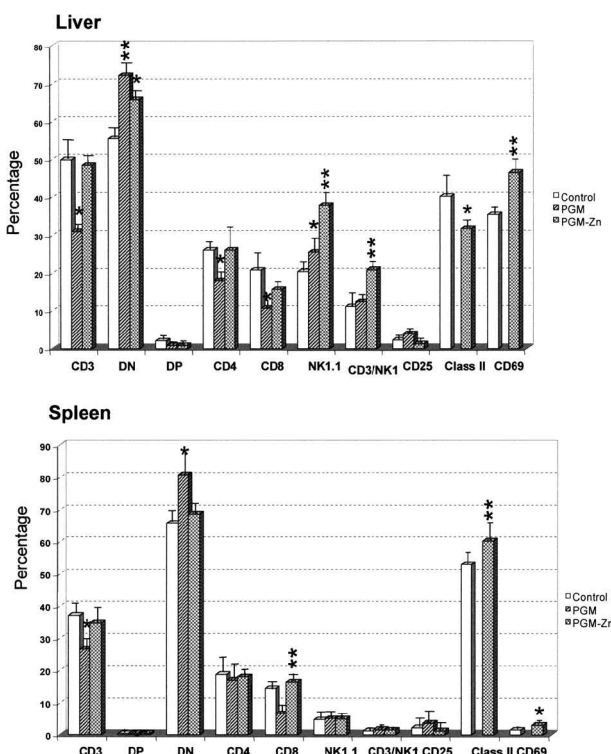 Liver
Percentage
80
70
60
50
40
30
20
10
0
**
*
*
*
*
*
**
**
*
**
CD3 DN DP CD4 CD8 NK1.1 CD3/NK1 CD25 Class II CD69
Control
PGM
PGM-Zn
Spleen
Percentage
90
80
70
60
50
40
30
20
10
0
*
*
**
**
*
CD3 DP DN CD4 CD8 NK1.1 CD3/NK1 CD25 Class II CD69
Control
PGM
PGM-Zn